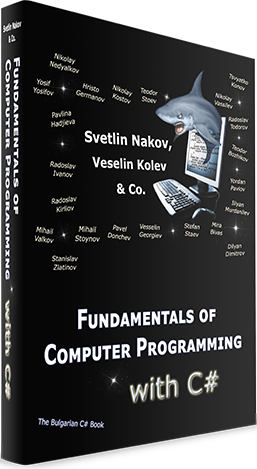 Svetlin Nakov
& Co.
FUNDAMENTALS OF
COMPUTER PROGRAMMING
with C#
Nikolay
Nedyalkov
Yosif
Yosifov
Hristo
Germanov
Nikolay
Kostov
Teodor
Stoev
Tsvyatko
Konov
Nikolay
Vassilev
Pavlina
Hadjieva
Svetlin Nakov,
Veselin Kolev
& Co.
Radoslav
Todorov
Radoslav
Ivanov
Teodor
Bozhikov
Radoslav
Kirilov
Yordan
Pavlov
Mihail
Valkov
Mihail
Stoynov
Pavel
Donchev
Vesselin
Georgiev
Stefan
Staev
Mira
Bivas
Iliyan
Murdanliev
Stanislav
Zlatinov
Dilyan
Dimitrov
FUNDAMENTALS OF
COMPUTER PROGRAMMING
with C#
The Bulgarian C# Book